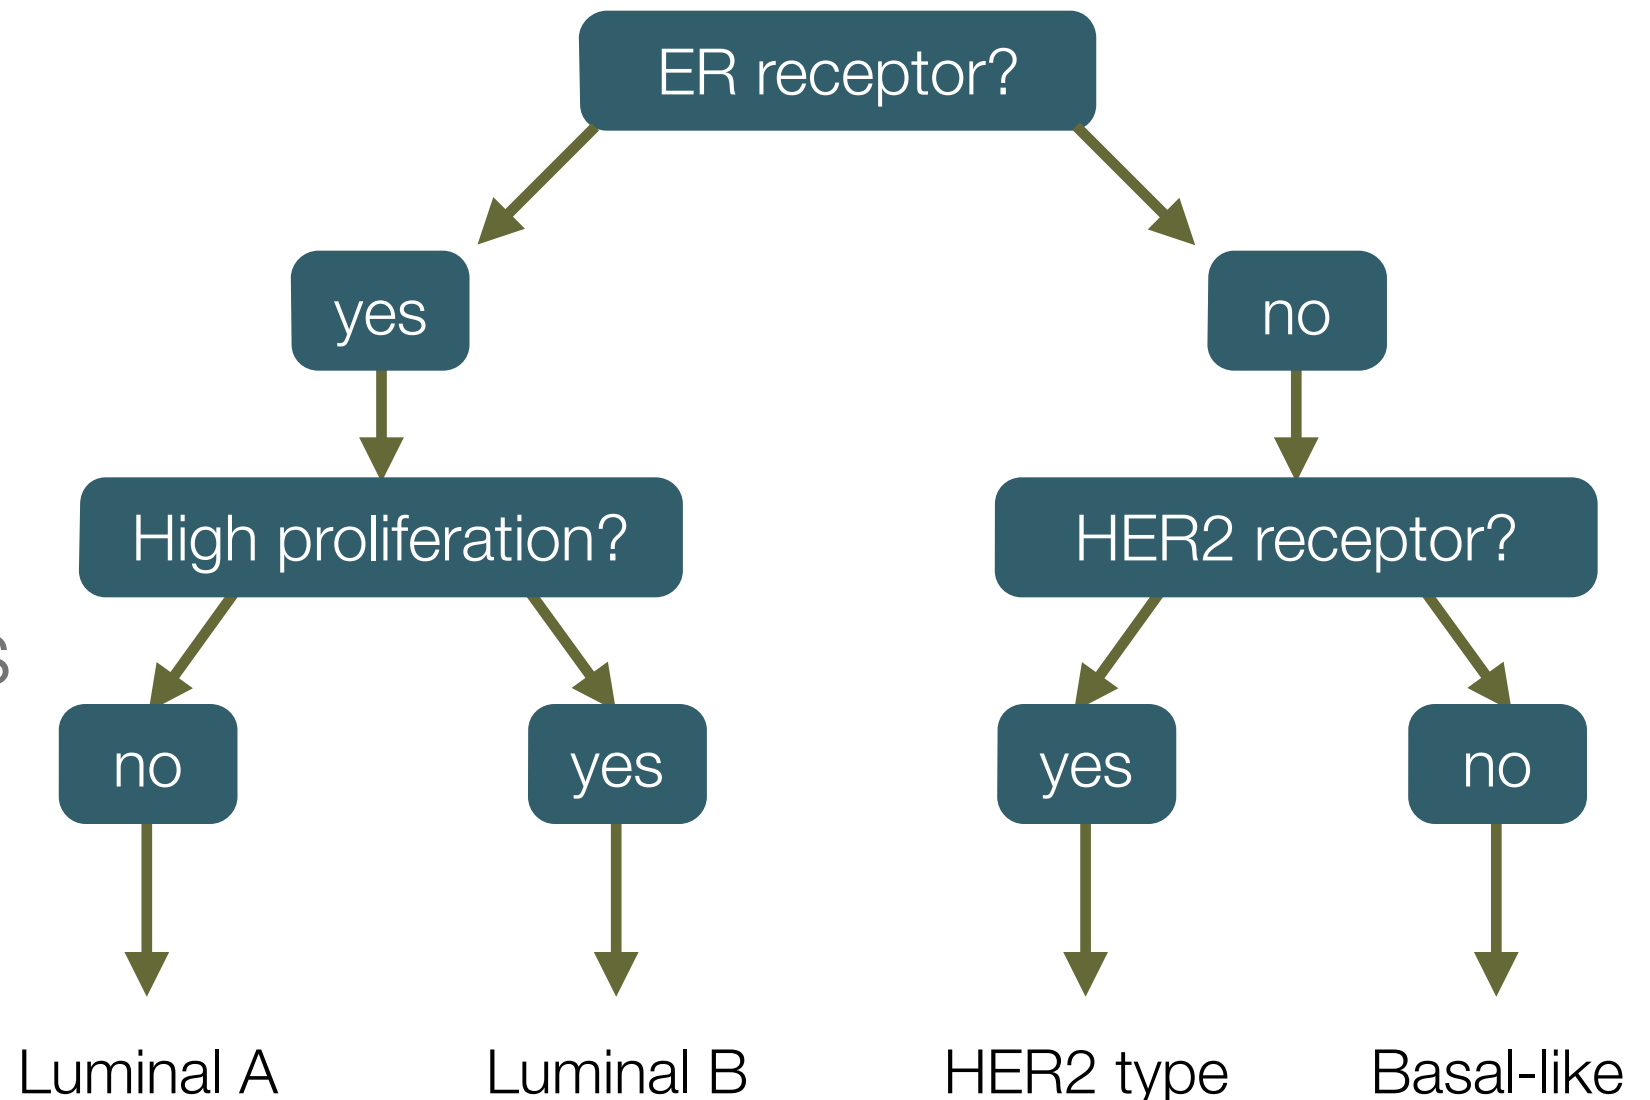 ER receptor?
yes
no
High proliferation?
HER2 receptor?
s
no
yes
yes
no
Luminal A
Luminal B
HER2 type
Basal-like